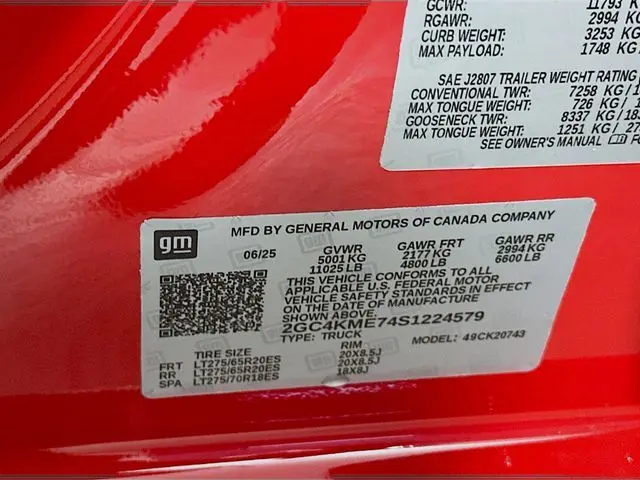 GCWR: 11793 K
RGAWR: 2994 KG
CURB WEIGHT: 3253 KG
MAX PAYLOAD: 1748 KG/
SAE J2807 TRAILER WEIGHT RATING
CONVENTIONAL TWR: 7258 KG/1
MAX TONGUE WEIGHT: 726 KG/1
GOOSENECK TWR: 8337 KG/183
MAX TONGUE WEIGHT: 1251 KG/27
SEE OWNER'S MANUAL FO
gm
MFD BY GENERAL MOTORS OF CANADA COMPANY
06/25 GVWR GAWR FRT GAWR RR
5001 KG 2177 KG 2994 KG
11025 LB 4800 LB 6600 LB
THIS VEHICLE CONFORMS TO ALL
APPLICABLE U.S. FEDERAL MOTOR
VEHICLE SAFETY STANDARDS IN EFFECT
ON THE DATE OF MANUFACTURE
2GC4KME74S1224579
TYPE: TRUCK MODEL: 49CK20743
TIRE SIZE RIM
FRT LT275/65R20ES 20X8.5J
RR LT275/65R20ES 20X8.5J
SPA LT275/70R18ES 18X8J